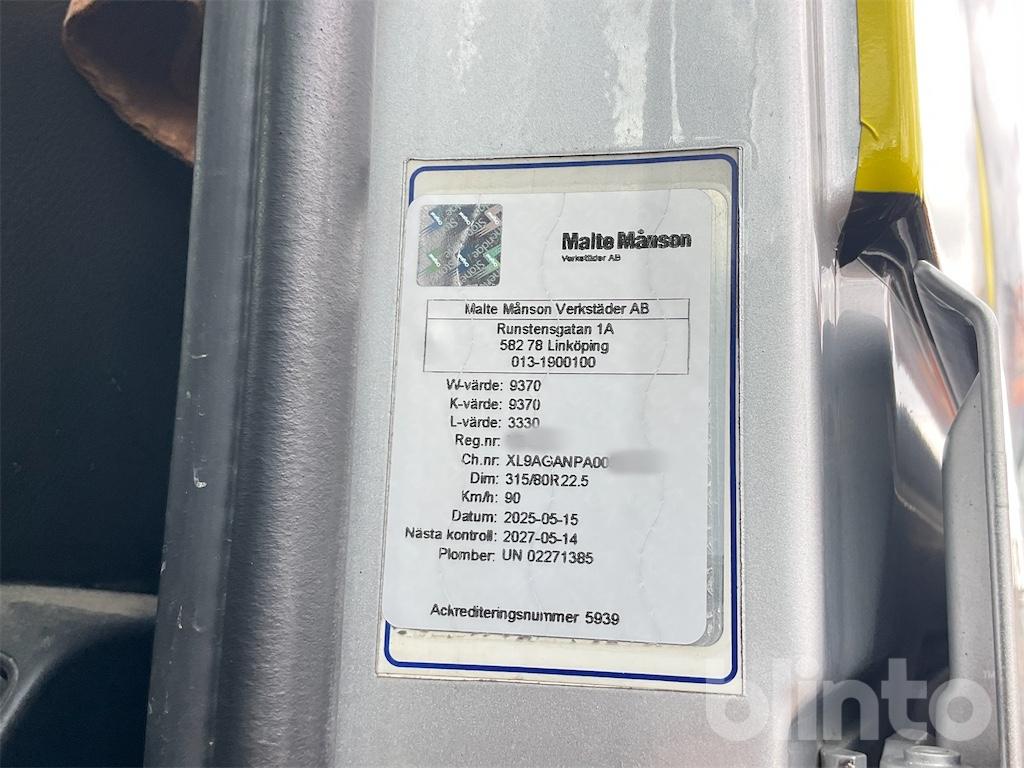 Malte Månson
Verkstäder AB
Malte Månson Verkstäder AB
Runstensgatan 1A
582 78 Linköping
013-1900100
W-värde: 9370
K-värde: 9370
L-värde: 3330
Reg.nr:
Ch.nr: XL9AGANPA00
Dim: 315/80R22.5
Km/h: 90
Datum: 2025-05-15
Nästa kontroll: 2027-05-14
Plomber: UN 02271385
Ackrediteringsnummer 5939
blinto™